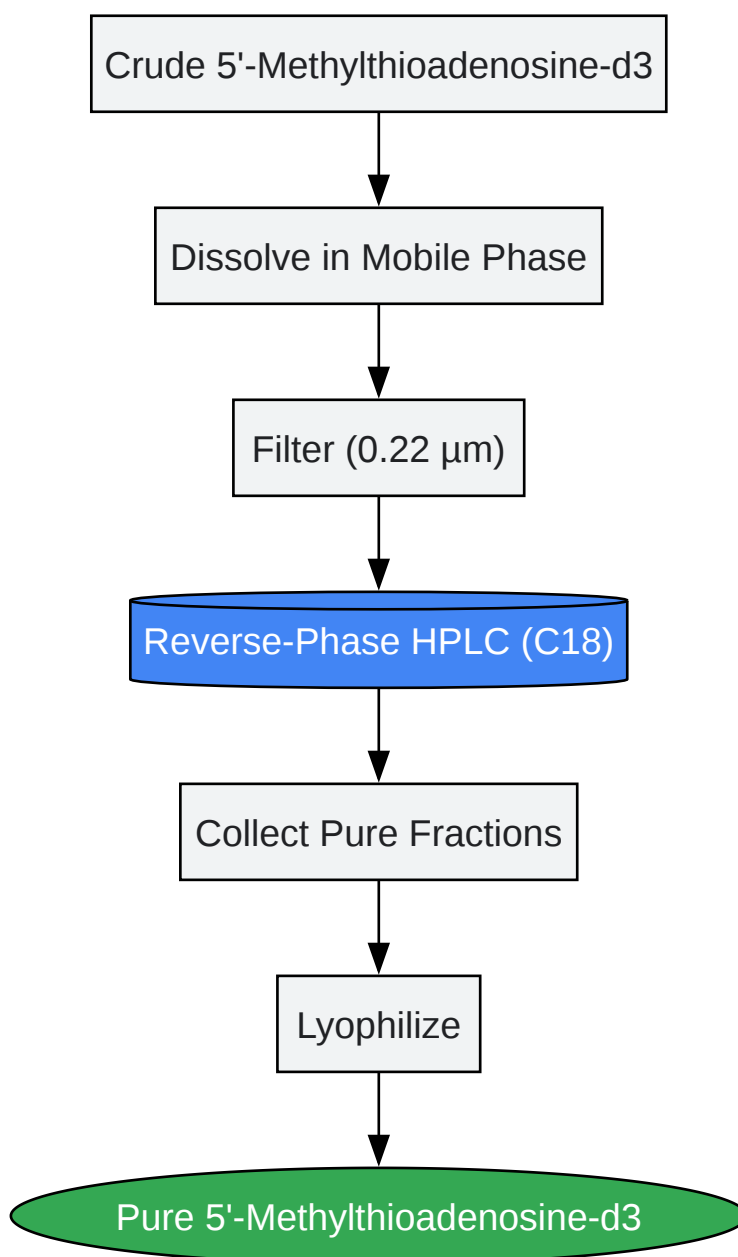 Crude 5'-Methylthioadenosine-d3
Dissolve in Mobile Phase
Filter (0.22 µm)
Reverse-Phase HPLC (C18)
Collect Pure Fractions
Lyophilize
Pure 5'-Methylthioadenosine-d3